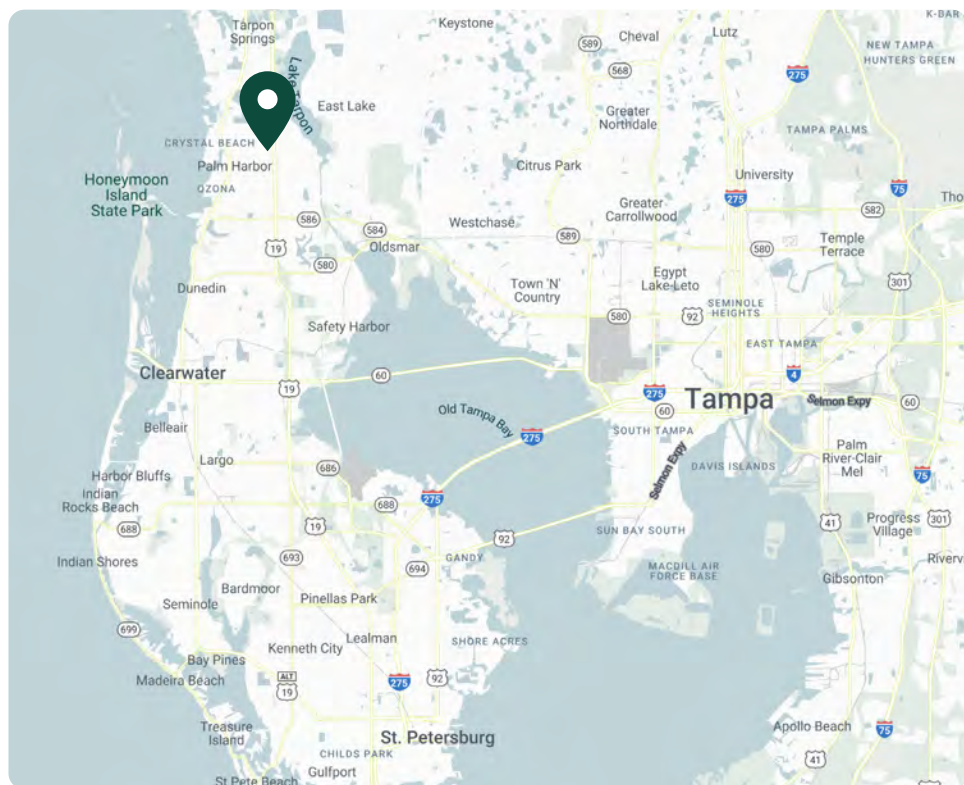 Tarpon
Springs
Keystone
589
Cheval
Lutz
K-BAR
NEW TAMPA
HUNTERS GREEN
275
568
Lake Tarpon
East Lake
Greater
Northdale
TAMPA PALMS
CRYSTAL BEACH
Palm Harbor
Citrus Park
University
Honeymoon
Island
State Park
OZONA
275
75
Tho
586
584
Westchase
Greater
Carrollwood
582
19
Oldsmar
589
580
Temple
Terrace
580
Egypt
Lake-Leto
301
Dunedin
Town 'N'
Country
SEMINOLE
HEIGHTS
Safety Harbor
580
92
EAST TAMPA
Clearwater
60
4
19
275
Tampa
Selmon Expy
60
60
Old Tampa Bay
275
SOUTH TAMPA
Belleair
Selmon Expy
Palm
River-Clair
Mel
Largo
686
DAVIS ISLANDS
Harbor Bluffs
75
Indian
Rocks Beach
275
688
688
19
41
Progress
Village
301
92
SUN BAY SOUTH
Indian Shores
693
694
GANDY
MACDILL AIR
FORCE BASE
Riverv
Gibsonton
Bardmoor
Pinellas Park
Seminole
699
Lealman
Kenneth City
SHORE ACRES
Bay Pines
Madeira Beach
ALT
19
275
92
Treasure
Island
St. Petersburg
Apollo Beach
75
CHILDS PARK
41
Gulfport
St Pete Beach